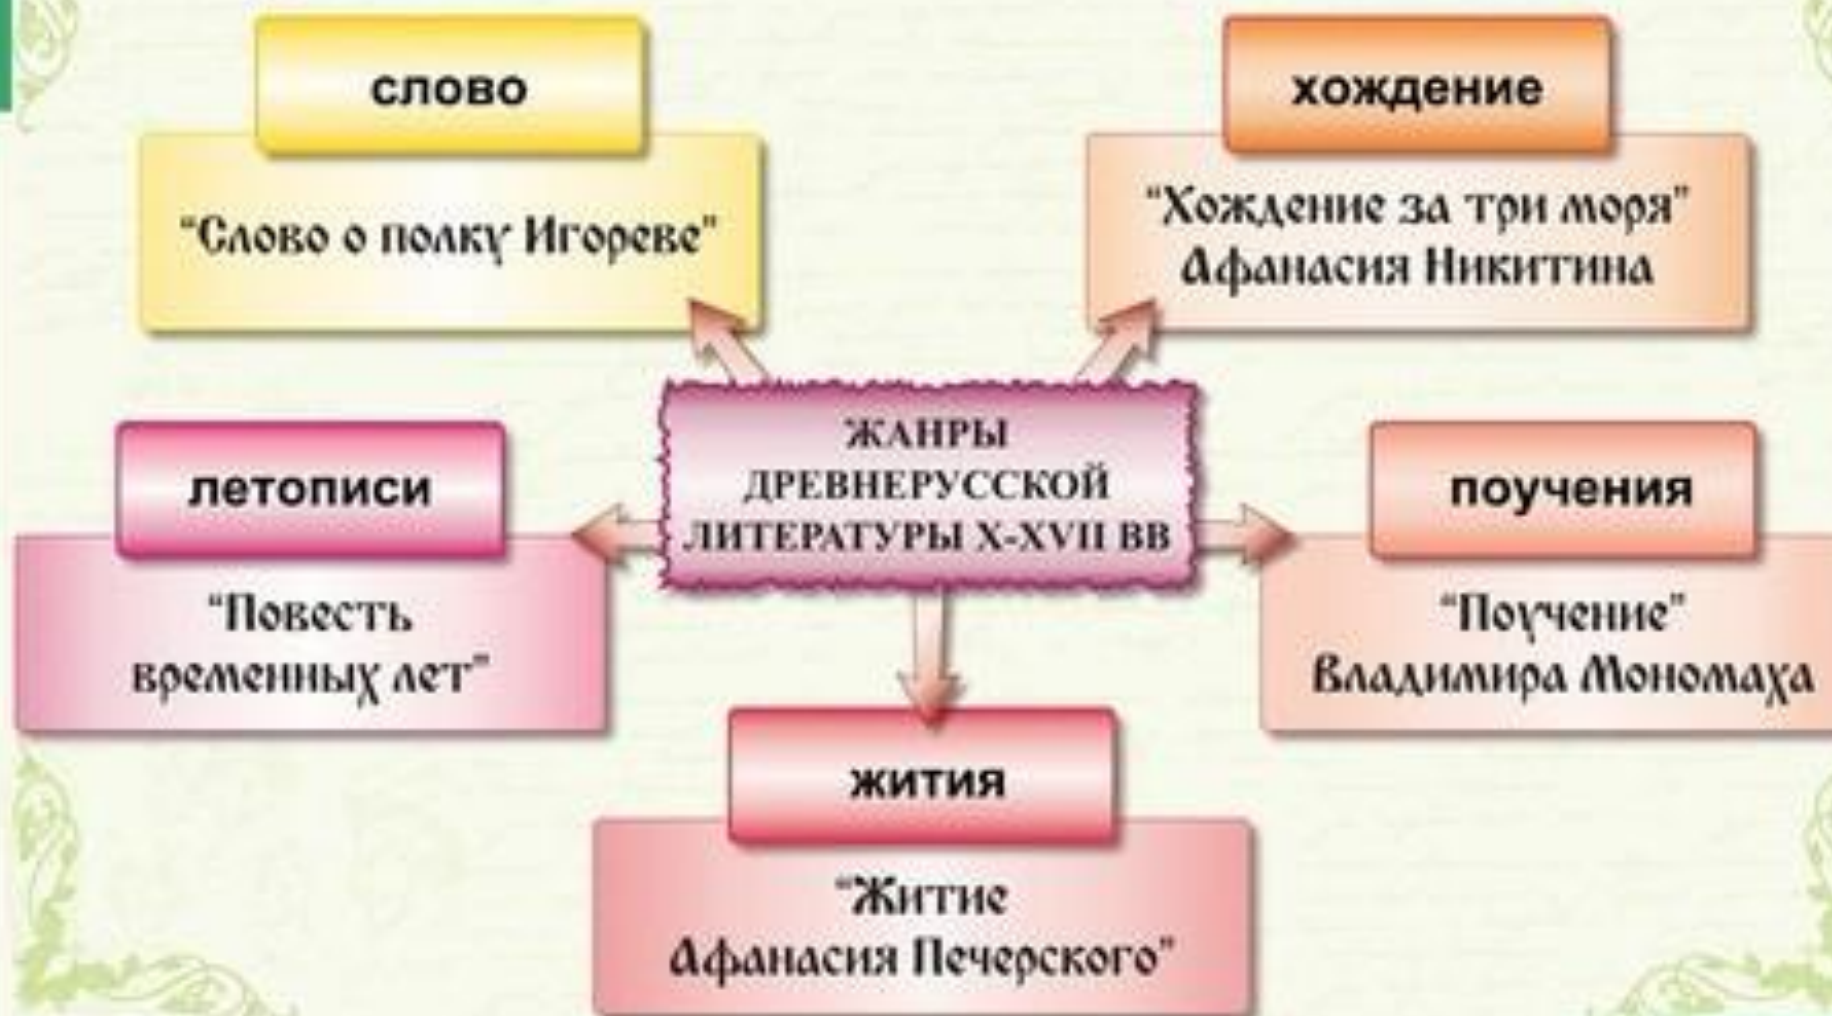 слово
“Слово о полку Игореве”
хождение
“Хождение за три моря”
Афанасия Никитина
ЖАНРЫ
ДРЕВНЕРУССКОЙ
ЛИТЕРАТУРЫ X-XVII ВВ
летописи
“Повесть
временных лет”
поучения
“Поучение”
Владимира Мономаха
жития
“Житие
Афанасия Печерского”